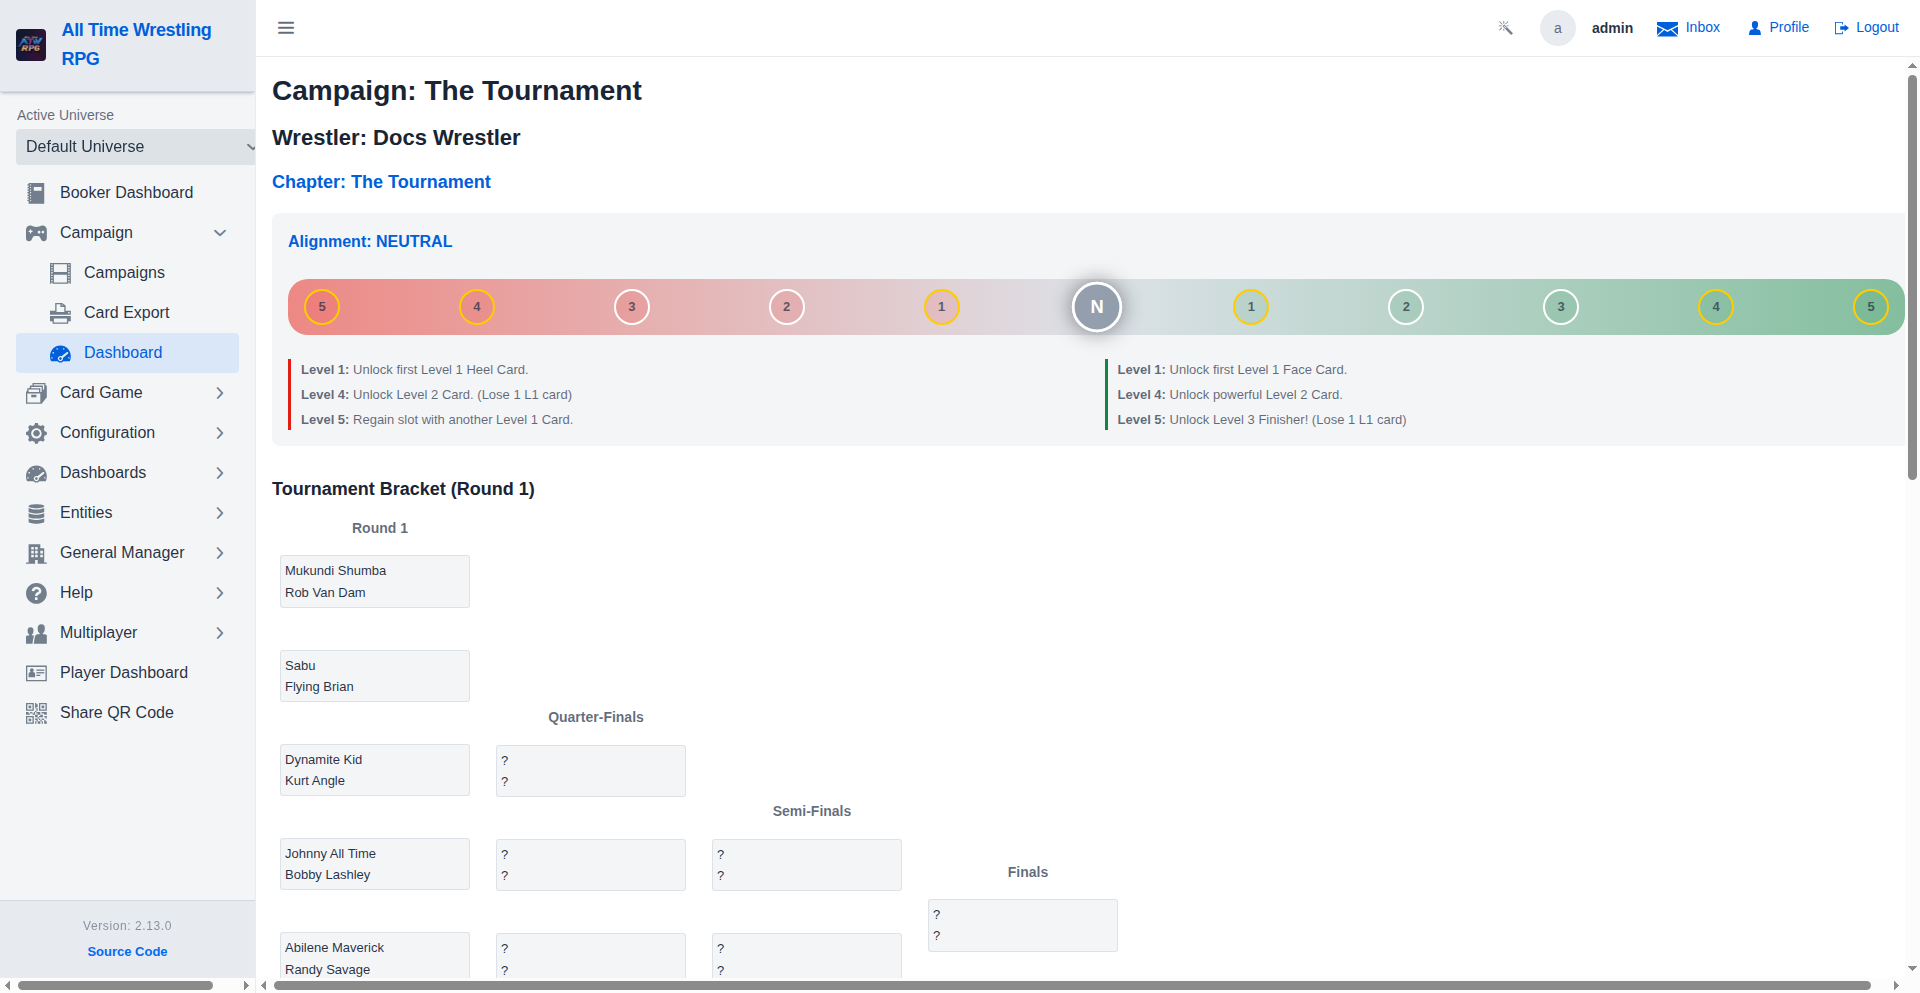 All Time Wrestling
RPG
Active Universe
Default Universe
Booker Dashboard
Campaign
Campaigns
Card Export
Dashboard
Card Game
Configuration
Dashboards
Entities
General Manager
Help
Multiplayer
Player Dashboard
Share QR Code
Version: 2.13.0
Source Code
a
admin
Inbox
Profile
Logout
Campaign: The Tournament
Wrestler: Docs Wrestler
Chapter: The Tournament
Alignment: NEUTRAL
5 4 3 2 1 N 1 2 3 4 5
Level 1: Unlock first Level 1 Heel Card.
Level 4: Unlock Level 2 Card. (Lose 1 L1 card)
Level 5: Regain slot with another Level 1 Card.
Level 1: Unlock first Level 1 Face Card.
Level 4: Unlock powerful Level 2 Card.
Level 5: Unlock Level 3 Finisher! (Lose 1 L1 card)
Tournament Bracket (Round 1)
Round 1
Mukundi Shumba
Rob Van Dam
Sabu
Flying Brian
Dynamite Kid
Kurt Angle
Johnny All Time
Bobby Lashley
Abilene Maverick
Randy Savage
Quarter-Finals
?
?
?
?
?
?
Semi-Finals
?
?
?
?
Finals
?
?